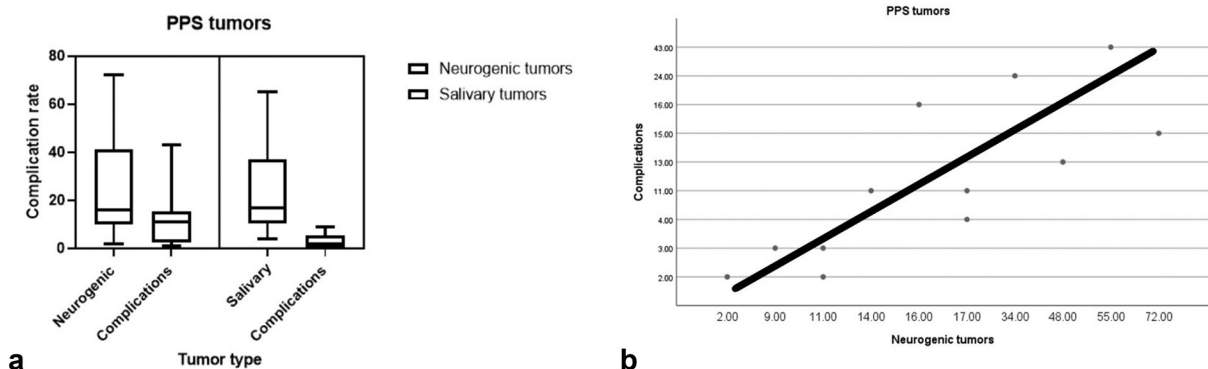 PPS tumors
80
60
40
20
0
Complication rate
Neurogenic
Complications
Salivary
Complications
Tumor type
Neurogenic tumors
Salivary tumors
a
PPS tumors
43.00
24.00
16.00
15.00
13.00
11.00
4.00
3.00
2.00
Complications
2.00 9.00 11.00 14.00 16.00 17.00 34.00 48.00 55.00 72.00
Neurogenic tumors
b